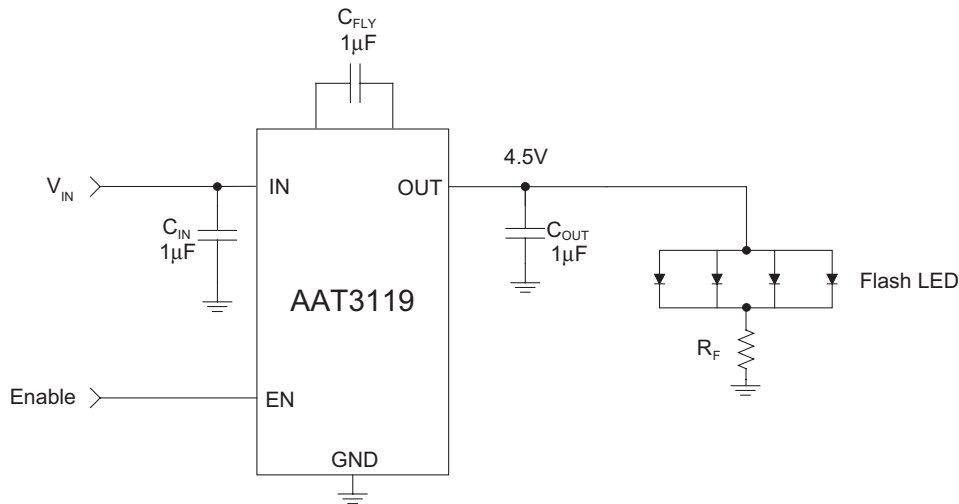 CFLY
1µF
4.5V
VIN
IN
OUT
CIN
1µF
COUT
1µF
AAT3119
Flash LED
RF
Enable
EN
GND